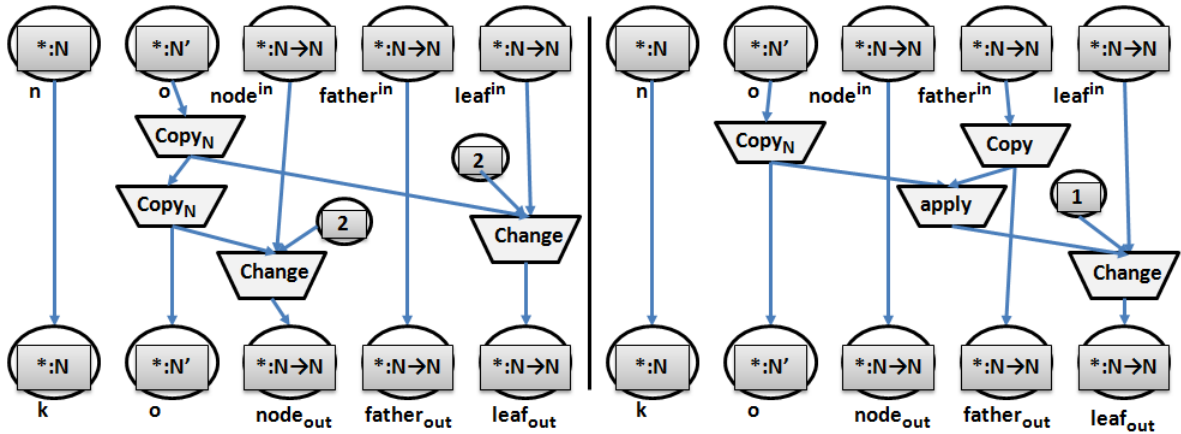 *:N *:N’ *:N→N *:N→N *:N→N *:N *:N’ *:N→N *:N→N *:N→N
n o node^in father^in leaf^in n o node^in father^in leaf^in
Copy_N Copy_N Copy
2
Copy_N apply 1
2 Change
Change Change
*:N *:N’ *:N→N *:N→N *:N→N *:N *:N’ *:N→N *:N→N *:N→N
k o node_out father_out leaf_out k o node_out father_out leaf_out